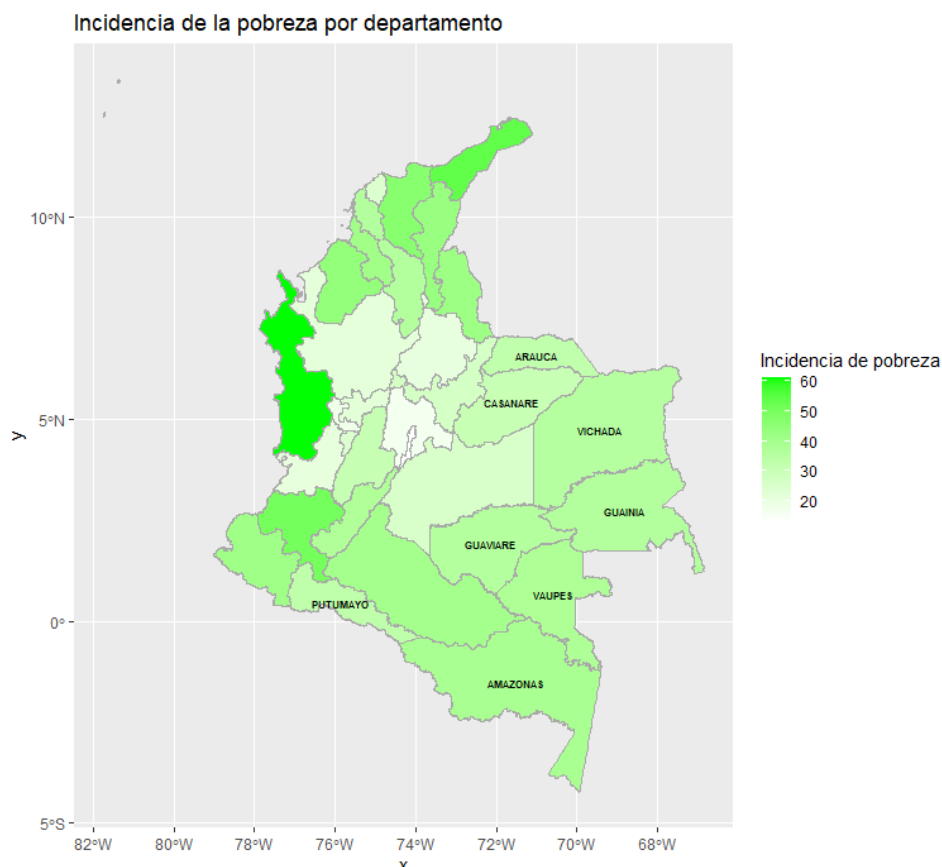 Incidencia de la pobreza por departamento
10°N
5°N
0°
5°S
y
82°W
80°W
78°W
76°W
74°W
72°W
70°W
68°W
x
ARAUCA
CASANARE
VICHADA
GUAINIA
GUAVIARE
VAUPES
PUTUMAYO
AMAZONAS
Incidencia de pobreza
60
50
40
30
20